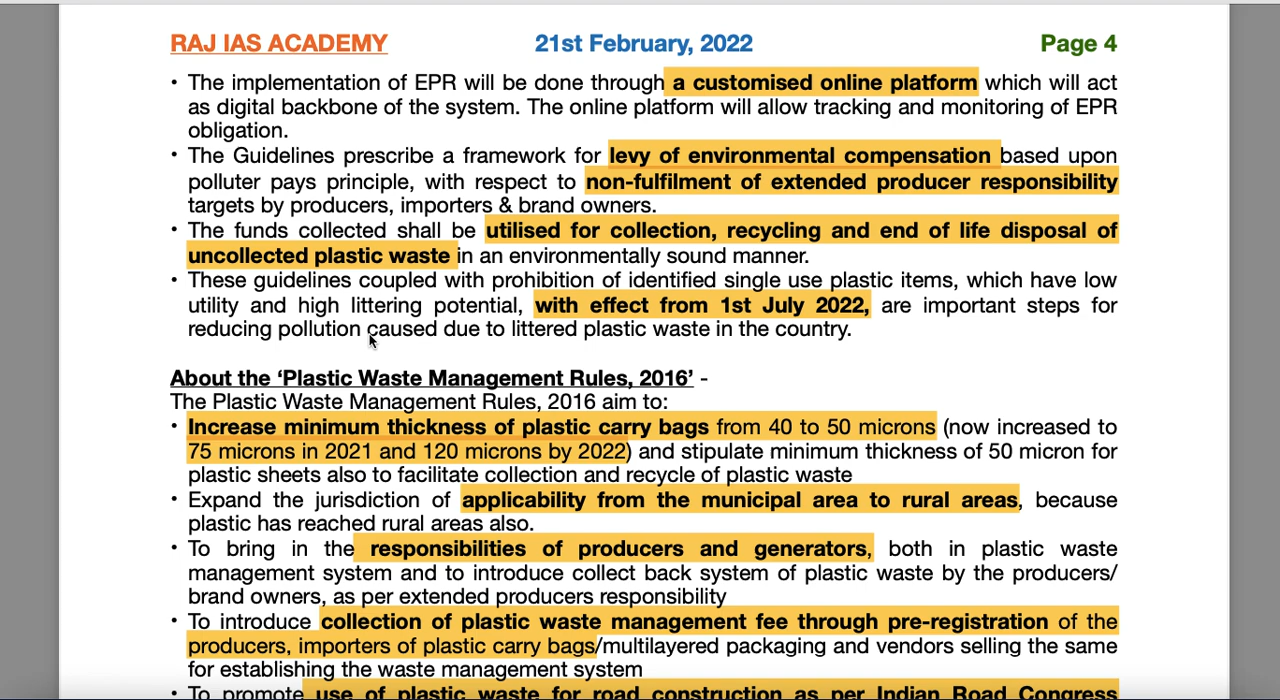 RAJ IAS ACADEMY 21st February, 2022 Page 4
• The implementation of EPR will be done through a customised online platform which will act
as digital backbone of the system. The online platform will allow tracking and monitoring of EPR
obligation.
• The Guidelines prescribe a framework for levy of environmental compensation based upon
polluter pays principle, with respect to non-fulfilment of extended producer responsibility
targets by producers, importers & brand owners.
• The funds collected shall be utilised for collection, recycling and end of life disposal of
uncollected plastic waste in an environmentally sound manner.
• These guidelines coupled with prohibition of identified single use plastic items, which have low
utility and high littering potential, with effect from 1st July 2022, are important steps for
reducing pollution caused due to littered plastic waste in the country.
About the ‘Plastic Waste Management Rules, 2016’ -
The Plastic Waste Management Rules, 2016 aim to:
• Increase minimum thickness of plastic carry bags from 40 to 50 microns (now increased to
75 microns in 2021 and 120 microns by 2022) and stipulate minimum thickness of 50 micron for
plastic sheets also to facilitate collection and recycle of plastic waste
• Expand the jurisdiction of applicability from the municipal area to rural areas, because
plastic has reached rural areas also.
• To bring in the responsibilities of producers and generators, both in plastic waste
management system and to introduce collect back system of plastic waste by the producers/
brand owners, as per extended producers responsibility
• To introduce collection of plastic waste management fee through pre-registration of the
producers, importers of plastic carry bags/multilayered packaging and vendors selling the same
for establishing the waste management system
• To promote use of plastic waste for road construction as per Indian Road Congress